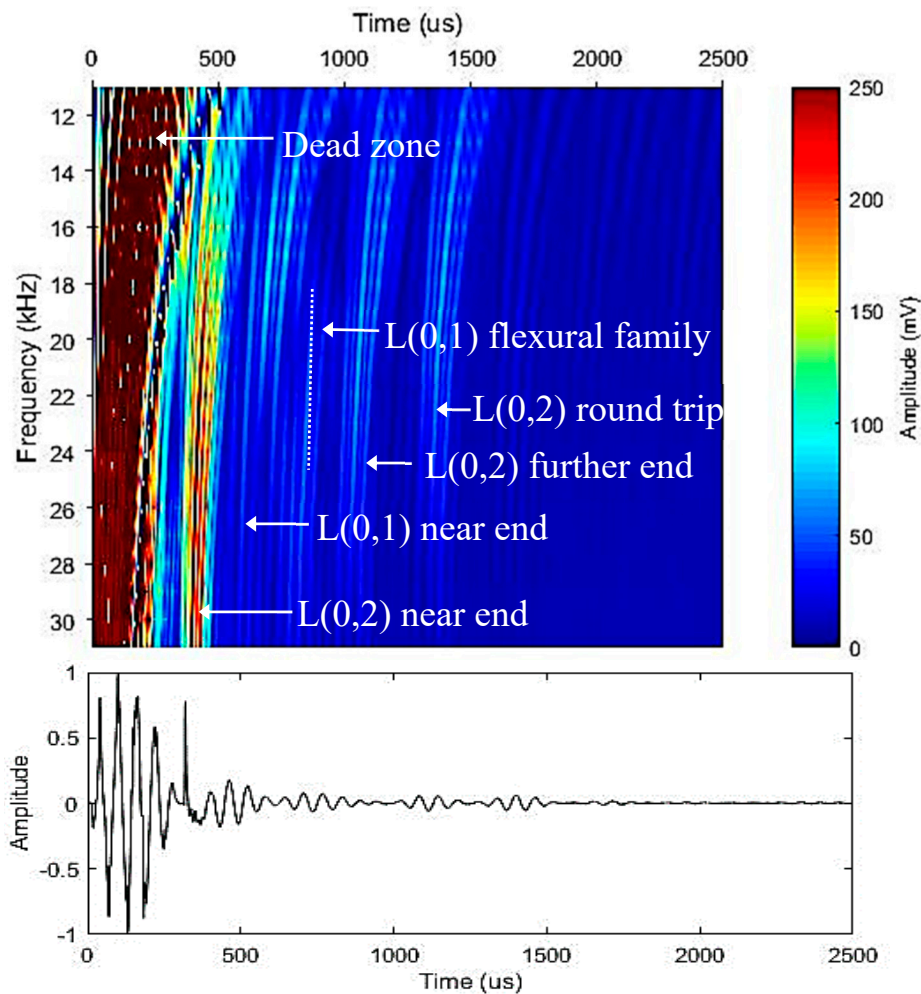 Time (us)
0 500 1000 1500 2500
12
14
16
18
20
22
24
26
28
30
Frequency (kHz)
Dead zone
L(0,1) flexural family
L(0,2) round trip
L(0,2) further end
L(0,1) near end
L(0,2) near end
250
200
150
100
50
0
Amplitude (mV)
1
0.5
0
-0.5
-1
Amplitude
0 500 1000 1500 2000 2500
Time (us)